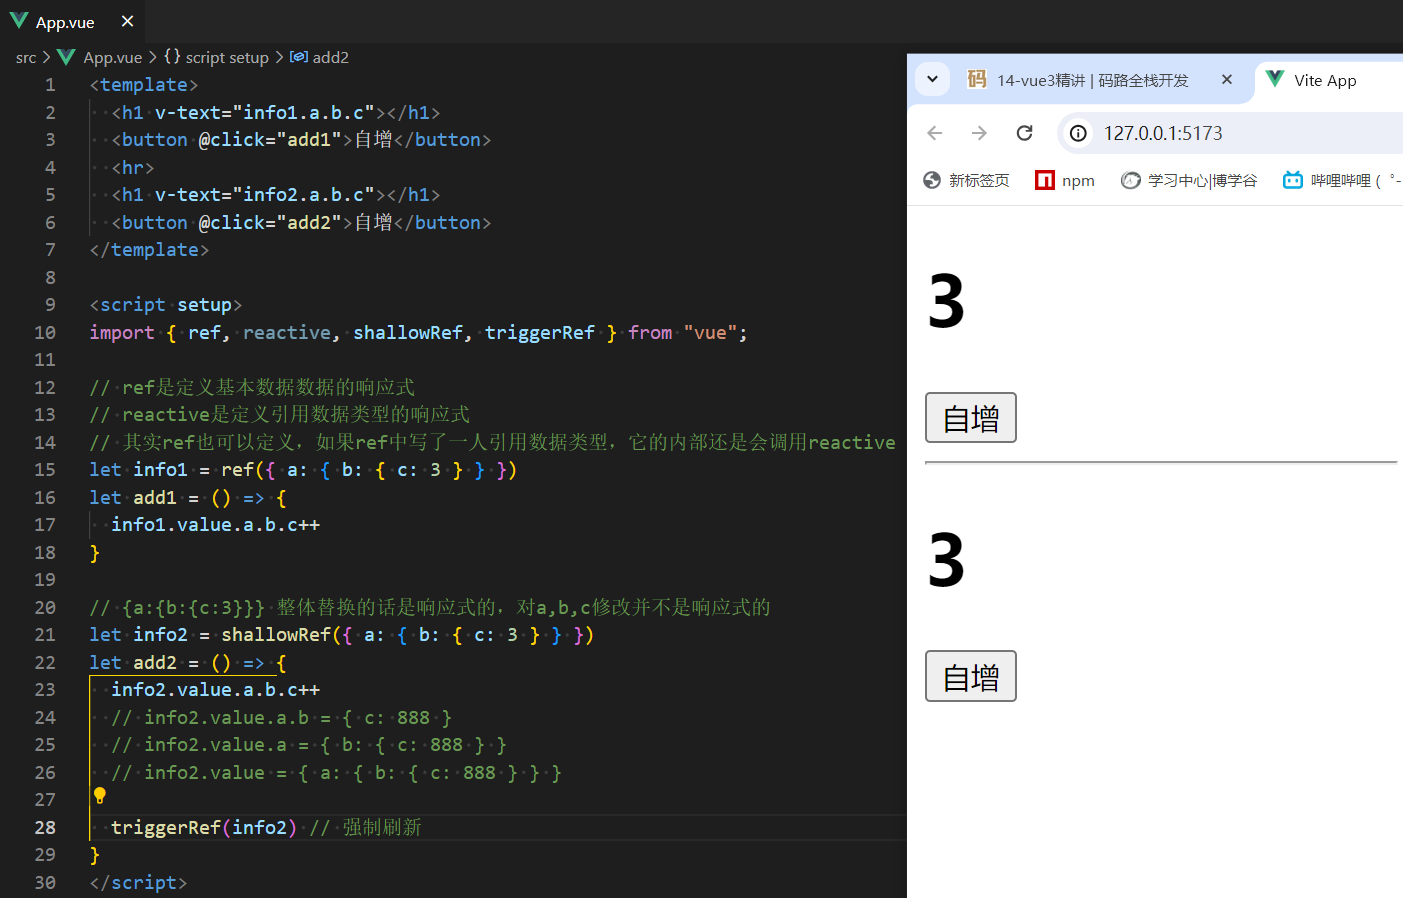 App.vue
src > App.vue > {} script setup > add2
1 <template>
2 <h1 v-text="info1.a.b.c"></h1>
3 <button @click="add1">自增</button>
4 <hr>
5 <h1 v-text="info2.a.b.c"></h1>
6 <button @click="add2">自增</button>
7 </template>
8
9 <script setup>
10 import { ref, reactive, shallowRef, triggerRef } from "vue";
11
12 // ref是定义基本数据数据的响应式
13 // reactive是定义引用数据类型的响应式
14 // 其实ref也可以定义，如果ref中写了一人引用数据类型，它的内部还是会调用reactive
15 let info1 = ref({ a: { b: { c: 3 } } })
16 let add1 = () => {
17 info1.value.a.b.c++
18 }
19
20 // {a:{b:{c:3}}} 整体替换的话是响应式的，对a,b,c修改并不是响应式的
21 let info2 = shallowRef({ a: { b: { c: 3 } } })
22 let add2 = () => {
23 info2.value.a.b.c++
24 // info2.value.a.b = { c: 888 }
25 // info2.value.a = { b: { c: 888 } }
26 // info2.value = { a: { b: { c: 888 } } }
27
28 triggerRef(info2) // 强制刷新
29 }
30 </script>
码 14-vue3精讲 | 码路全栈开发
Vite App
127.0.0.1:5173
新标签页 npm 学习中心|博学谷 哔哩哔哩 ( ゜-
3
自增
3
自增